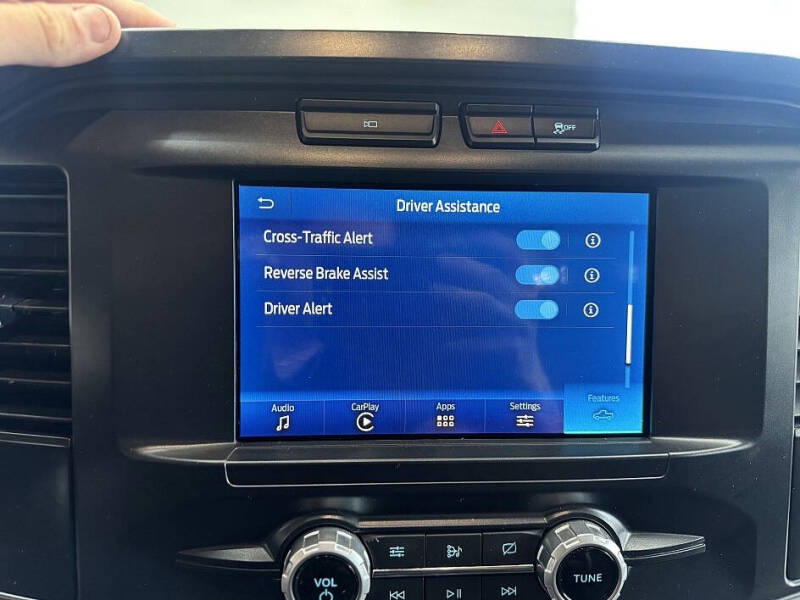 OFF
Driver Assistance
Cross-Traffic Alert
Reverse Brake Assist
Driver Alert
Audio CarPlay Apps Settings Features
VOL TUNE